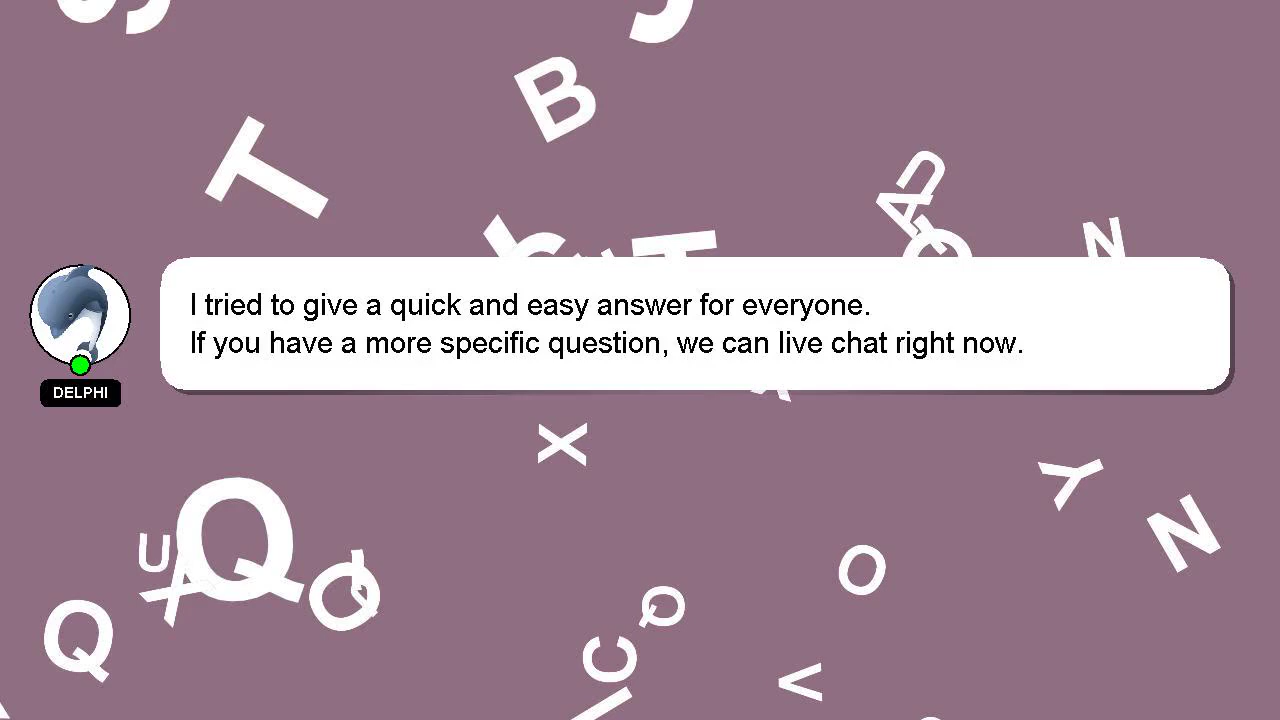 I tried to give a quick and easy answer for everyone.
If you have a more specific question, we can live chat right now.
DELPHI
B
T
U
A
N
T
X
Y
N
Q
U
Q
Q
O
Q
C
V